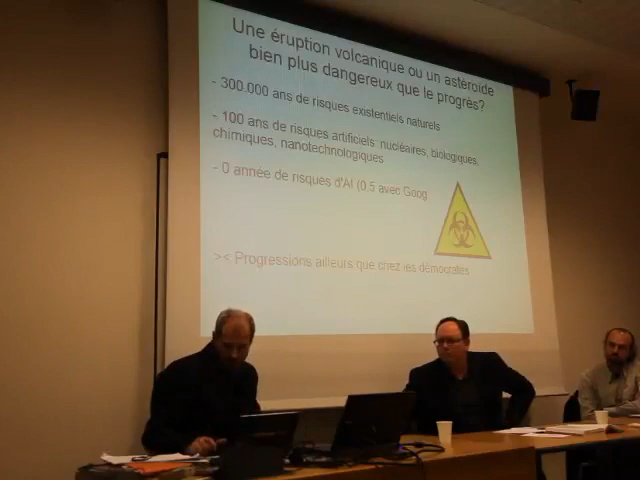 Une éruption volcanique ou un astéroïde
bien plus dangereux que le progrès?
- 300.000 ans de risques existentiels naturels
- 100 ans de risques artificiels: nucléaires, biologiques,
chimiques, nanotechnologiques
- 0 année de risques d'AI (0.5 avec Goog
>< Progressions ailleurs que chez les démocraties